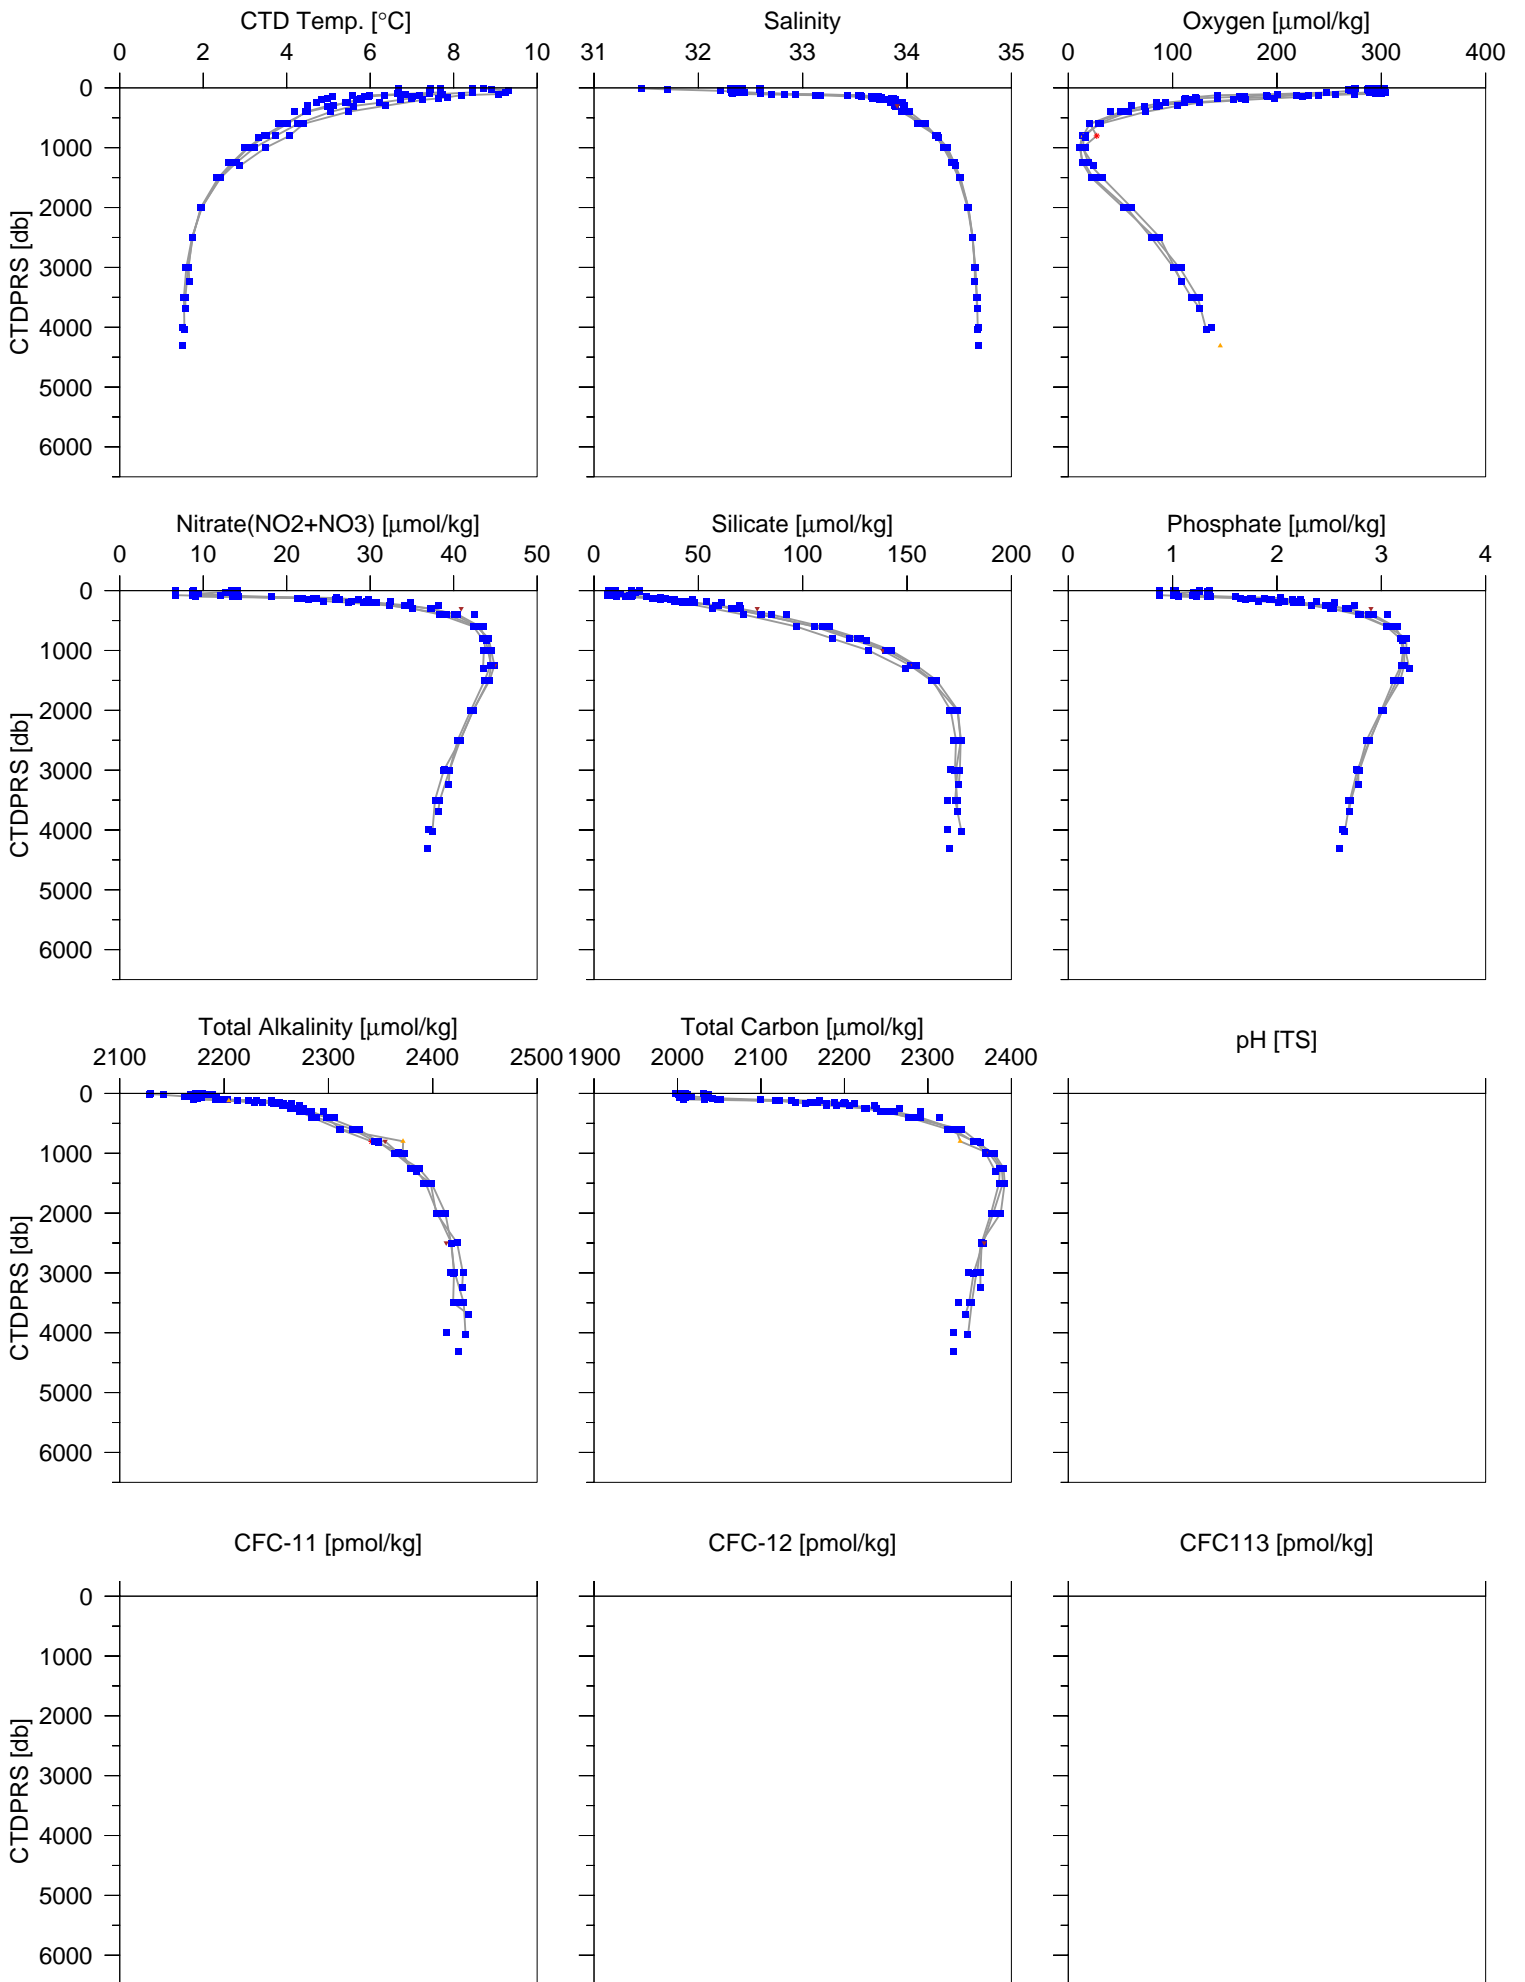 CTD Temp. [°C] Salinity Oxygen [µmol/kg]
0 2 4 6 8 10 31 32 33 34 35 0 100 200 300 400
0
1000
2000
3000
4000
5000
6000
CTDPRS [db]
Nitrate(NO2+NO3) [µmol/kg] Silicate [µmol/kg] Phosphate [µmol/kg]
0 10 20 30 40 50 0 50 100 150 200 0 1 2 3 4
0
1000
2000
3000
4000
5000
6000
CTDPRS [db]
Total Alkalinity [µmol/kg] Total Carbon [µmol/kg] pH [TS]
2100 2200 2300 2400 2500 1900 2000 2100 2200 2300 2400
0
1000
2000
3000
4000
5000
6000
CTDPRS [db]
CFC-11 [pmol/kg] CFC-12 [pmol/kg] CFC113 [pmol/kg]
0
1000
2000
3000
4000
5000
6000
CTDPRS [db]